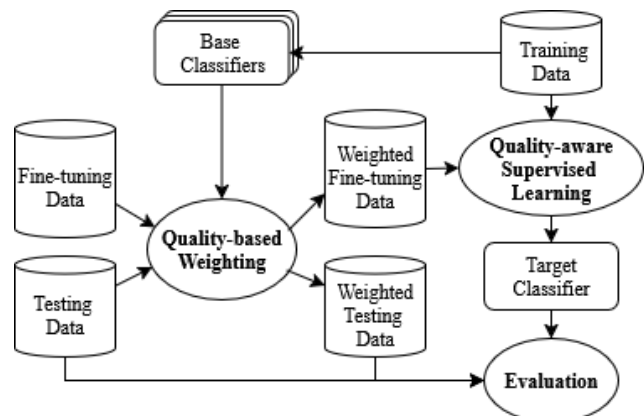 Base
Classifiers
Training
Data
Fine-tuning
Data
Weighted
Fine-tuning
Data
Quality-aware
Supervised
Learning
Quality-based
Weighting
Testing
Data
Weighted
Testing
Data
Target
Classifier
Evaluation